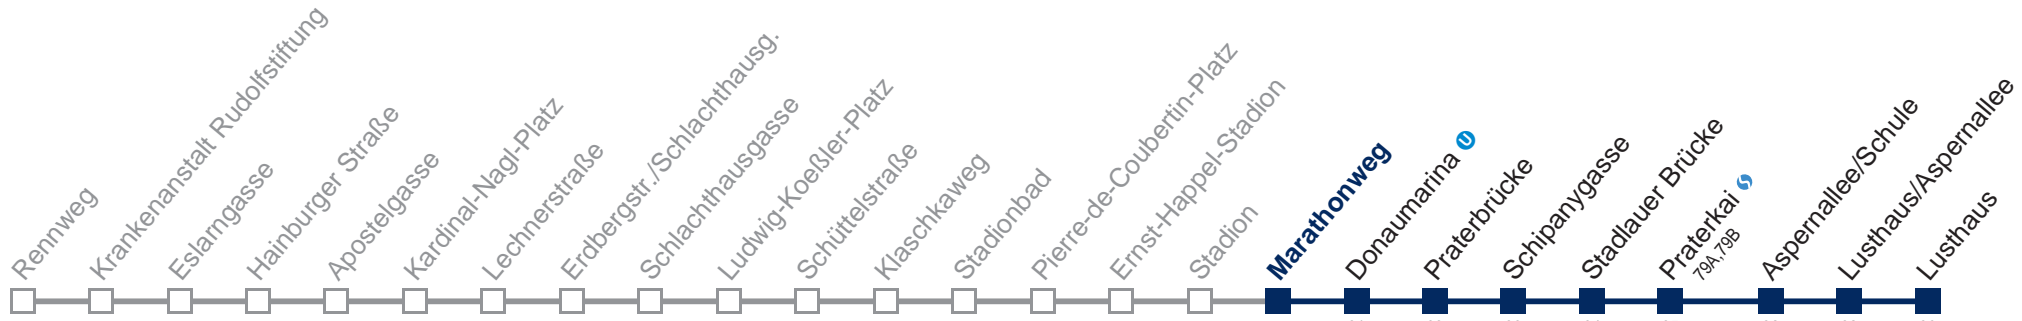 Rennweg
Krankenanstalt Rudolfstiftung
Eslarngasse
Hainburger Straße
Apostelgasse
Kardinal-Nagl-Platz
Lechnerstraße
Erdbergstr./Schlachthausg.
Schlachthausgasse
Ludwig-Koeßler-Platz
Schüttelstraße
Klaschkaweg
Stadionbad
Pierre-de-Coubertin-Platz
Ernst-Happel-Stadion
Stadion
Marathonweg
Donaumarina U
Praterbrücke
Schipanygasse
Stadlauer Brücke
Praterkai S
79A,79B
Aspernallee/Schule
Lusthaus/Aspernallee
Lusthaus